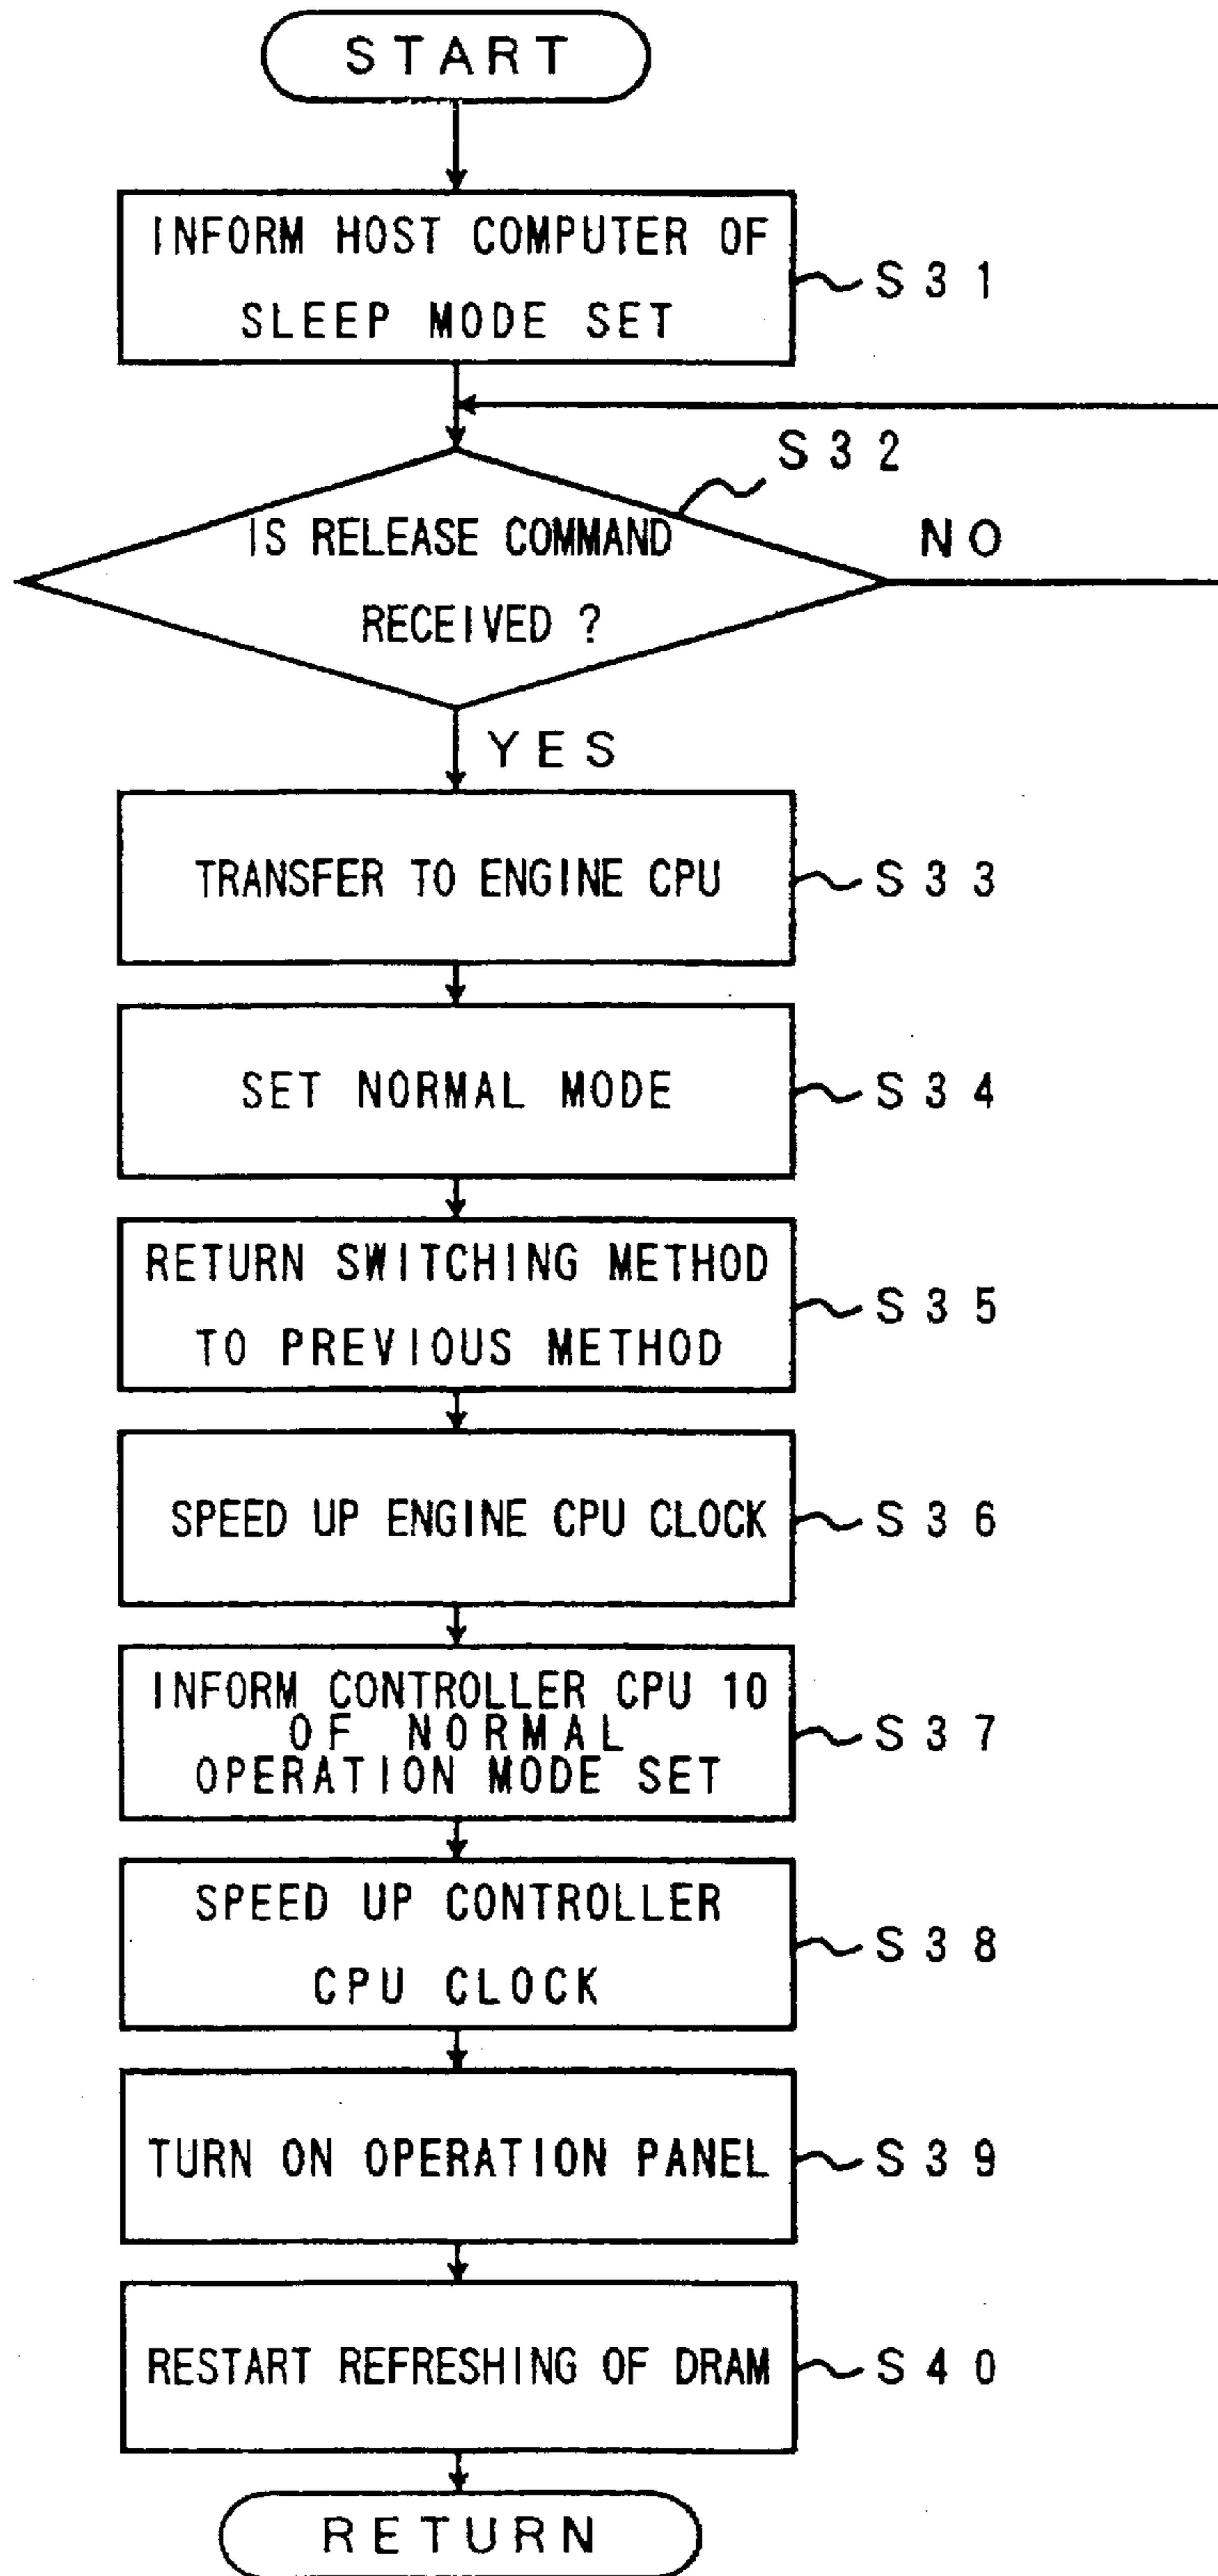 START
INFORM HOST COMPUTER OF
SLEEP MODE SET
S31
S32
IS RELEASE COMMAND
RECEIVED ?
NO
YES
TRANSFER TO ENGINE CPU
S33
SET NORMAL MODE
S34
RETURN SWITCHING METHOD
TO PREVIOUS METHOD
S35
SPEED UP ENGINE CPU CLOCK
S36
INFORM CONTROLLER CPU 10
OF NORMAL
OPERATION MODE SET
S37
SPEED UP CONTROLLER
CPU CLOCK
S38
TURN ON OPERATION PANEL
S39
RESTART REFRESHING OF DRAM
S40
RETURN